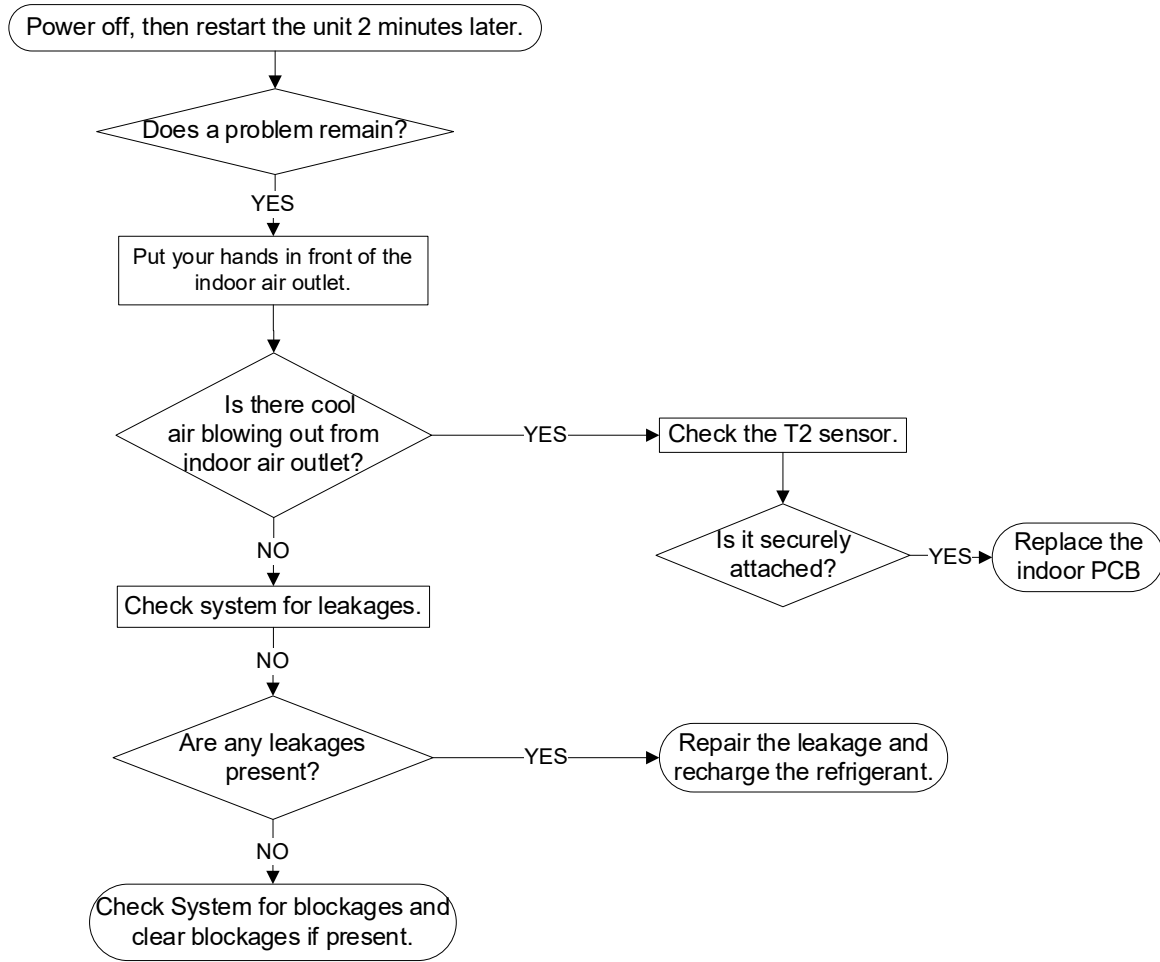 Power off, then restart the unit 2 minutes later.
Does a problem remain?
YES
Put your hands in front of the
indoor air outlet.
Is there cool
air blowing out from
indoor air outlet?
YES
Check the T2 sensor.
Is it securely
attached?
YES
Replace the
indoor PCB
NO
Check system for leakages.
NO
Are any leakages
present?
YES
Repair the leakage and
recharge the refrigerant.
NO
Check System for blockages and
clear blockages if present.